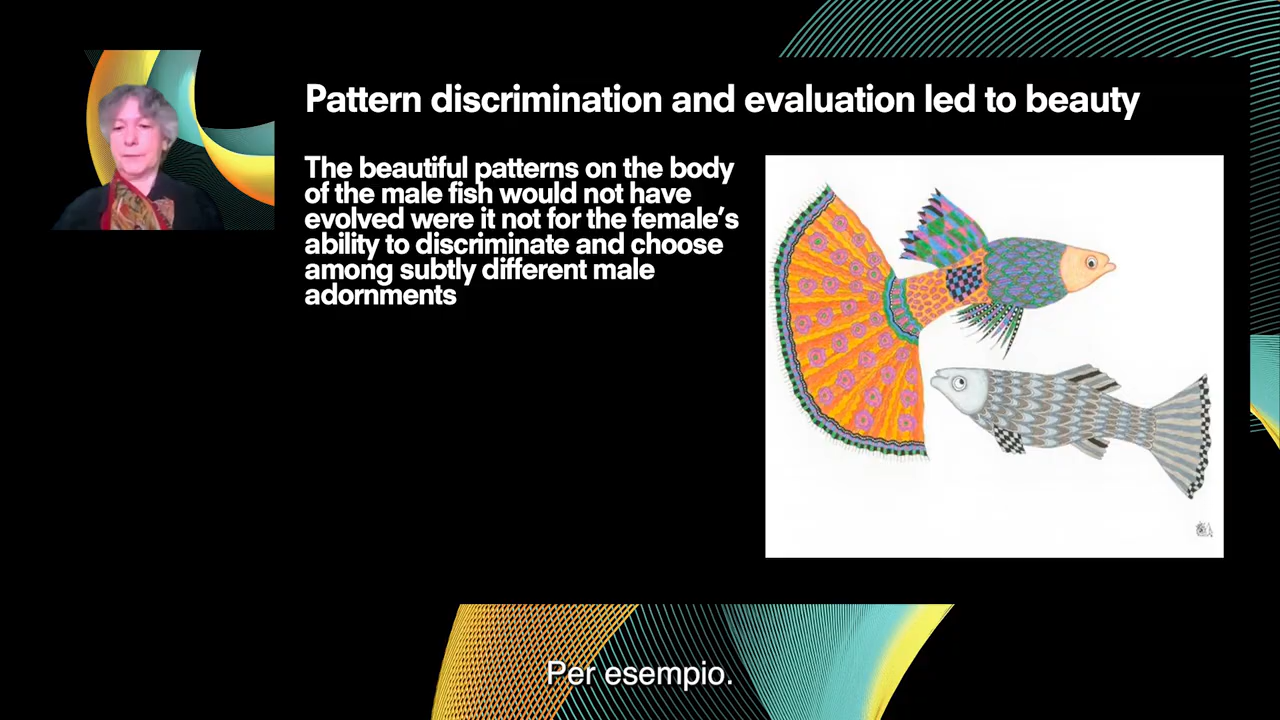 Pattern discrimination and evaluation led to beauty
The beautiful patterns on the body
of the male fish would not have
evolved were it not for the female’s
ability to discriminate and choose
among subtly different male
adornments
Per esempio.